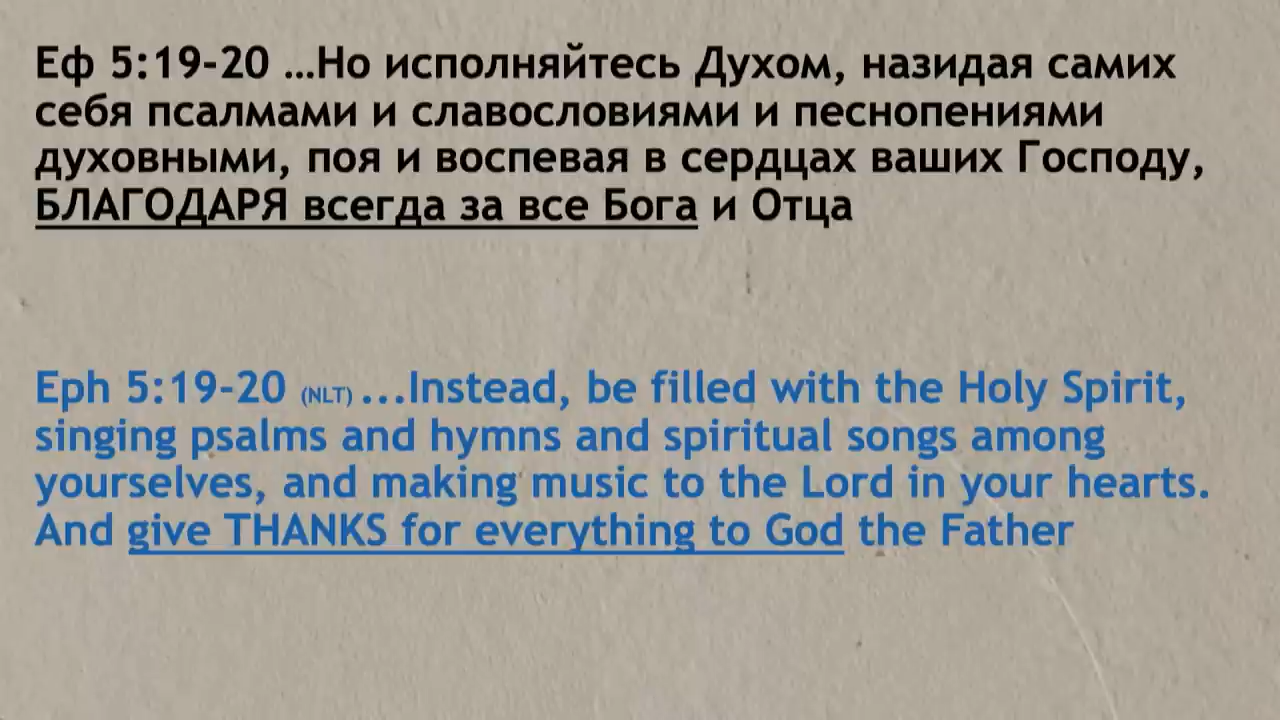 Еф 5:19-20 …Но исполняйтесь Духом, назидая самих
себя псалмами и славословиями и песнопениями
духовными, поя и воспевая в сердцах ваших Господу,
БЛАГОДАРЯ всегда за все Бога и Отца
Eph 5:19-20 (NLT) ...Instead, be filled with the Holy Spirit,
singing psalms and hymns and spiritual songs among
yourselves, and making music to the Lord in your hearts.
And give THANKS for everything to God the Father